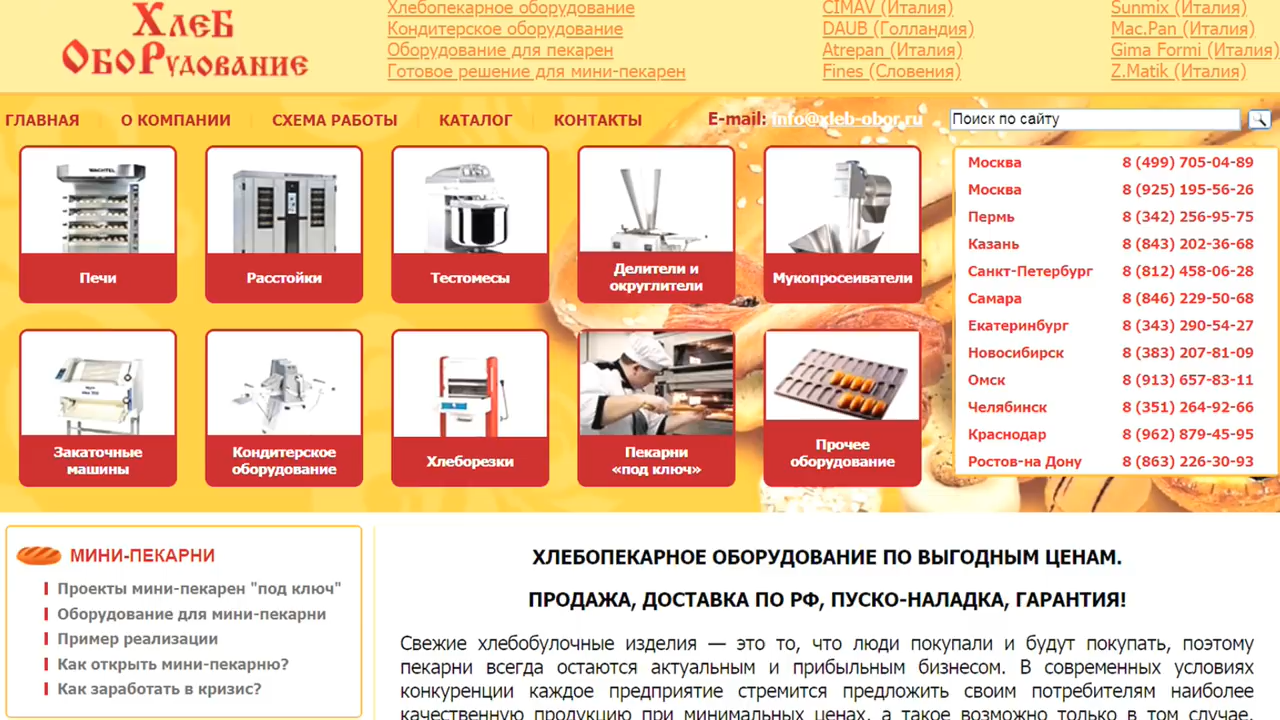 Хлеб
ОбоРудование
Хлебопекарное оборудование
Кондитерское оборудование
Оборудование для пекарен
Готовое решение для мини-пекарен
CIMAV (Италия)
DAUB (Голландия)
Atrepan (Италия)
Fines (Словения)
Sunmix (Италия)
Mac.Pan (Италия)
Gima Formi (Италия)
Z.Matik (Италия)
ГЛАВНАЯ
О КОМПАНИИ
СХЕМА РАБОТЫ
КАТАЛОГ
КОНТАКТЫ
E-mail: info@xleb-obor.ru
Поиск по сайту
WACHTEL
Печи
Расстойки
Тестомесы
Делители и
округлители
Мукопросеиватели
Закаточные
машины
Кондитерское
оборудование
Хлеборезки
Пекарни
«под ключ»
Прочее
оборудование
Москва 8 (499) 705-04-89
Москва 8 (925) 195-56-26
Пермь 8 (342) 256-95-75
Казань 8 (843) 202-36-68
Санкт-Петербург 8 (812) 458-06-28
Самара 8 (846) 229-50-68
Екатеринбург 8 (343) 290-54-27
Новосибирск 8 (383) 207-81-09
Омск 8 (913) 657-83-11
Челябинск 8 (351) 264-92-66
Краснодар 8 (962) 879-45-95
Ростов-на Дону 8 (863) 226-30-93
МИНИ-ПЕКАРНИ
Проекты мини-пекарен "под ключ"
Оборудование для мини-пекарни
Пример реализации
Как открыть мини-пекарню?
Как заработать в кризис?
ХЛЕБОПЕКАРНОЕ ОБОРУДОВАНИЕ ПО ВЫГОДНЫМ ЦЕНАМ.
ПРОДАЖА, ДОСТАВКА ПО РФ, ПУСКО-НАЛАДКА, ГАРАНТИЯ!
Свежие хлебобулочные изделия — это то, что люди покупали и будут покупать, поэтому
пекарни всегда остаются актуальным и прибыльным бизнесом. В современных условиях
конкуренции каждое предприятие стремится предложить своим потребителям наиболее
качественную продукцию при минимальных ценах, а такое возможно только в том случае,